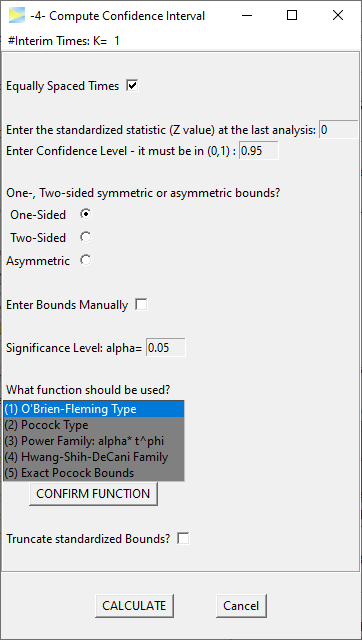 -4- Compute Confidence Interval
#Interim Times: K= 1
Equally Spaced Times
Enter the standardized statistic (Z value) at the last analysis: 0
Enter Confidence Level - it must be in (0,1) : 0.95
One-, Two-sided symmetric or asymmetric bounds?
One-Sided
Two-Sided
Asymmetric
Enter Bounds Manually
Significance Level: alpha= 0.05
What function should be used?
(1) O'Brien-Fleming Type
(2) Pocock Type
(3) Power Family: alpha* t^phi
(4) Hwang-Shih-DeCani Family
(5) Exact Pocock Bounds
CONFIRM FUNCTION
Truncate standardized Bounds?
CALCULATE Cancel